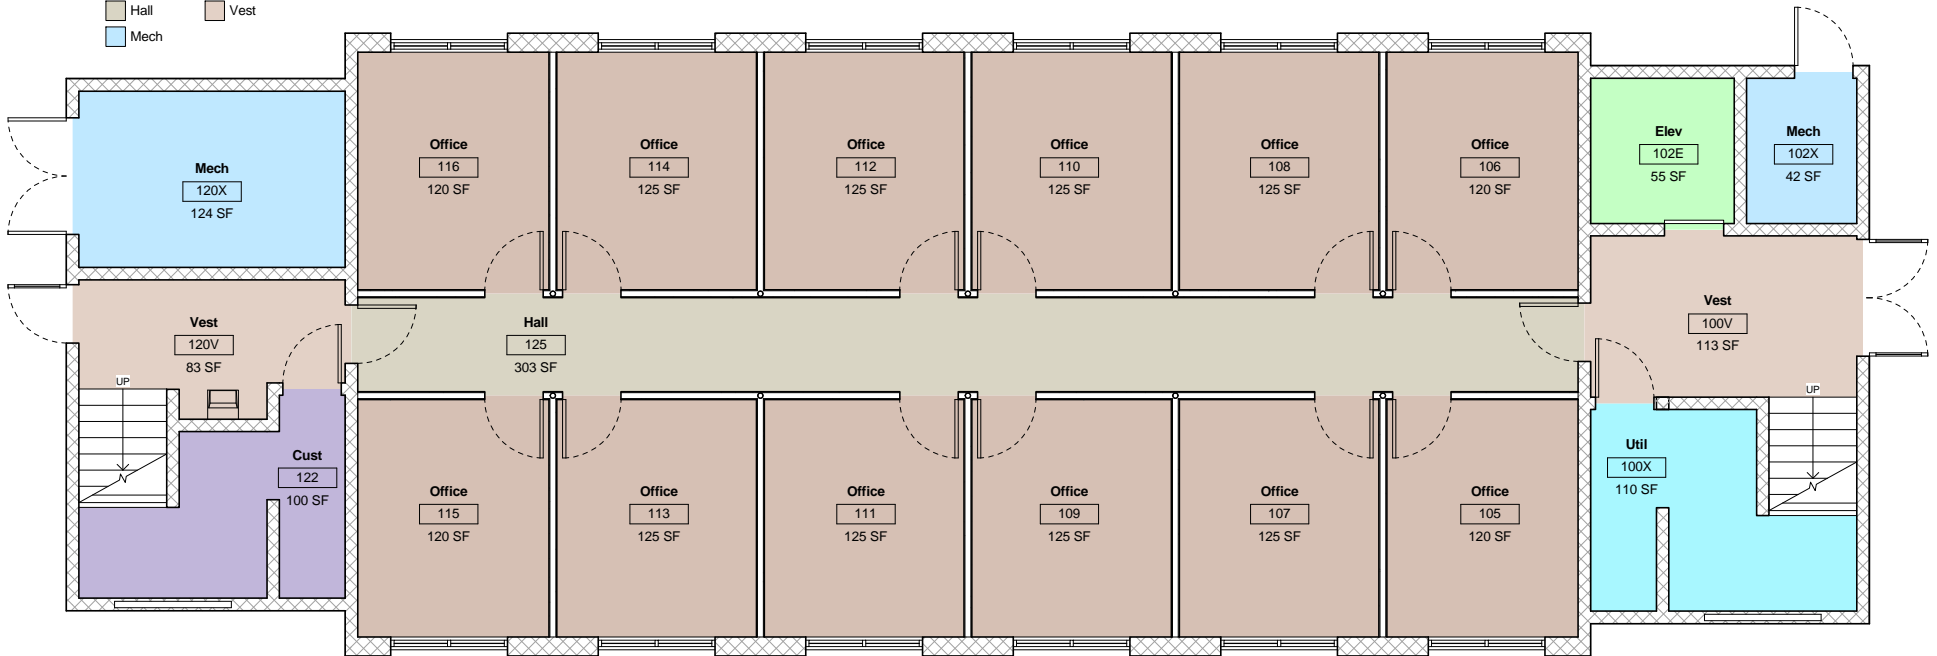 Hall
Vest
Mech
Office
116
120 SF
Office
114
125 SF
Office
112
125 SF
Office
110
125 SF
Office
108
125 SF
Office
106
120 SF
Elev
102E
55 SF
Mech
102X
42 SF
Mech
120X
124 SF
Vest
120V
83 SF
Hall
125
303 SF
Vest
100V
113 SF
UP
UP
Cust
122
100 SF
Util
100X
110 SF
Office
115
120 SF
Office
113
125 SF
Office
111
125 SF
Office
109
125 SF
Office
107
125 SF
Office
105
120 SF